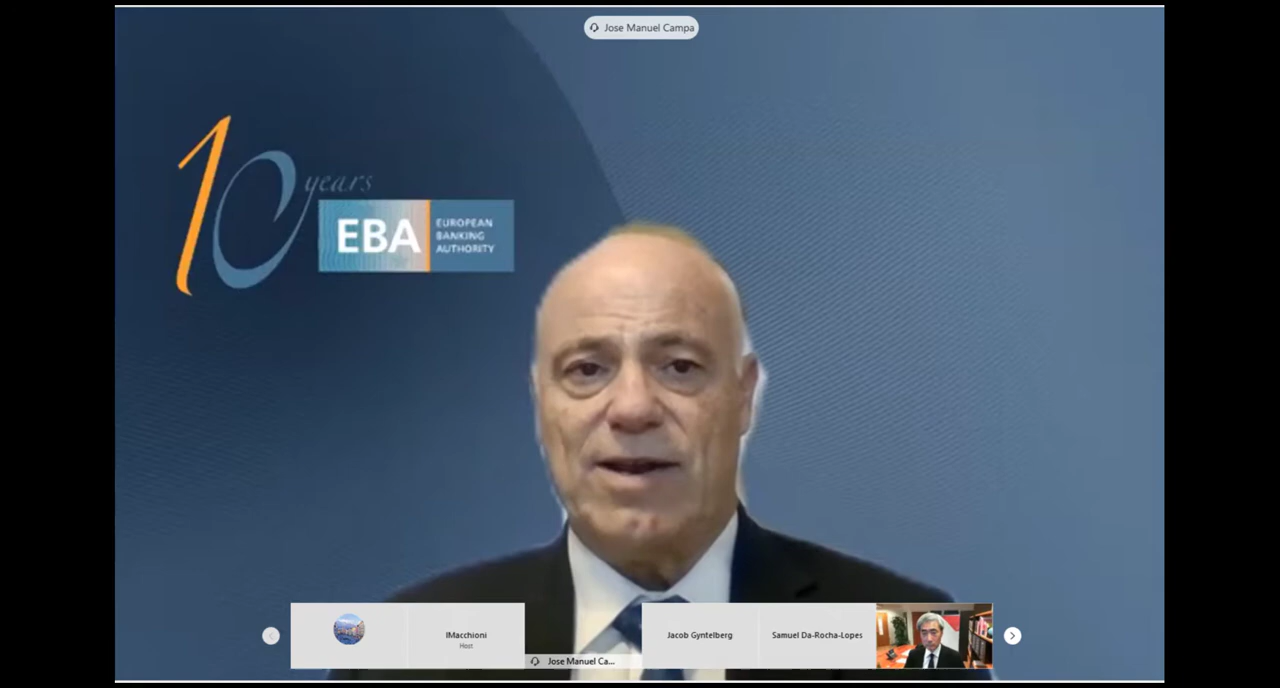 Jose Manuel Campa
10 years
EBA
EUROPEAN
BANKING
AUTHORITY
IMacchioni
Host
Jose Manuel Ca...
Jacob Gyntelberg
Samuel Da-Rocha-Lopes